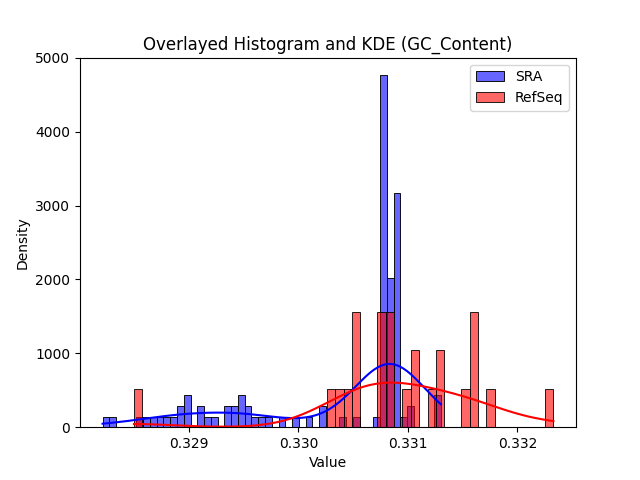 Overlayed Histogram and KDE (GC_Content)
SRA
RefSeq
5000
4000
3000
2000
1000
0
Density
0.329
0.330
0.331
0.332
Value